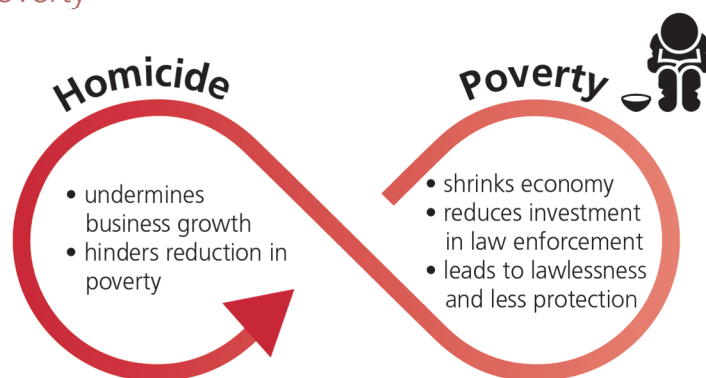 Homicide
• undermines
business growth
• hinders reduction in
poverty
Poverty
• shrinks economy
• reduces investment
in law enforcement
• leads to lawlessness
and less protection